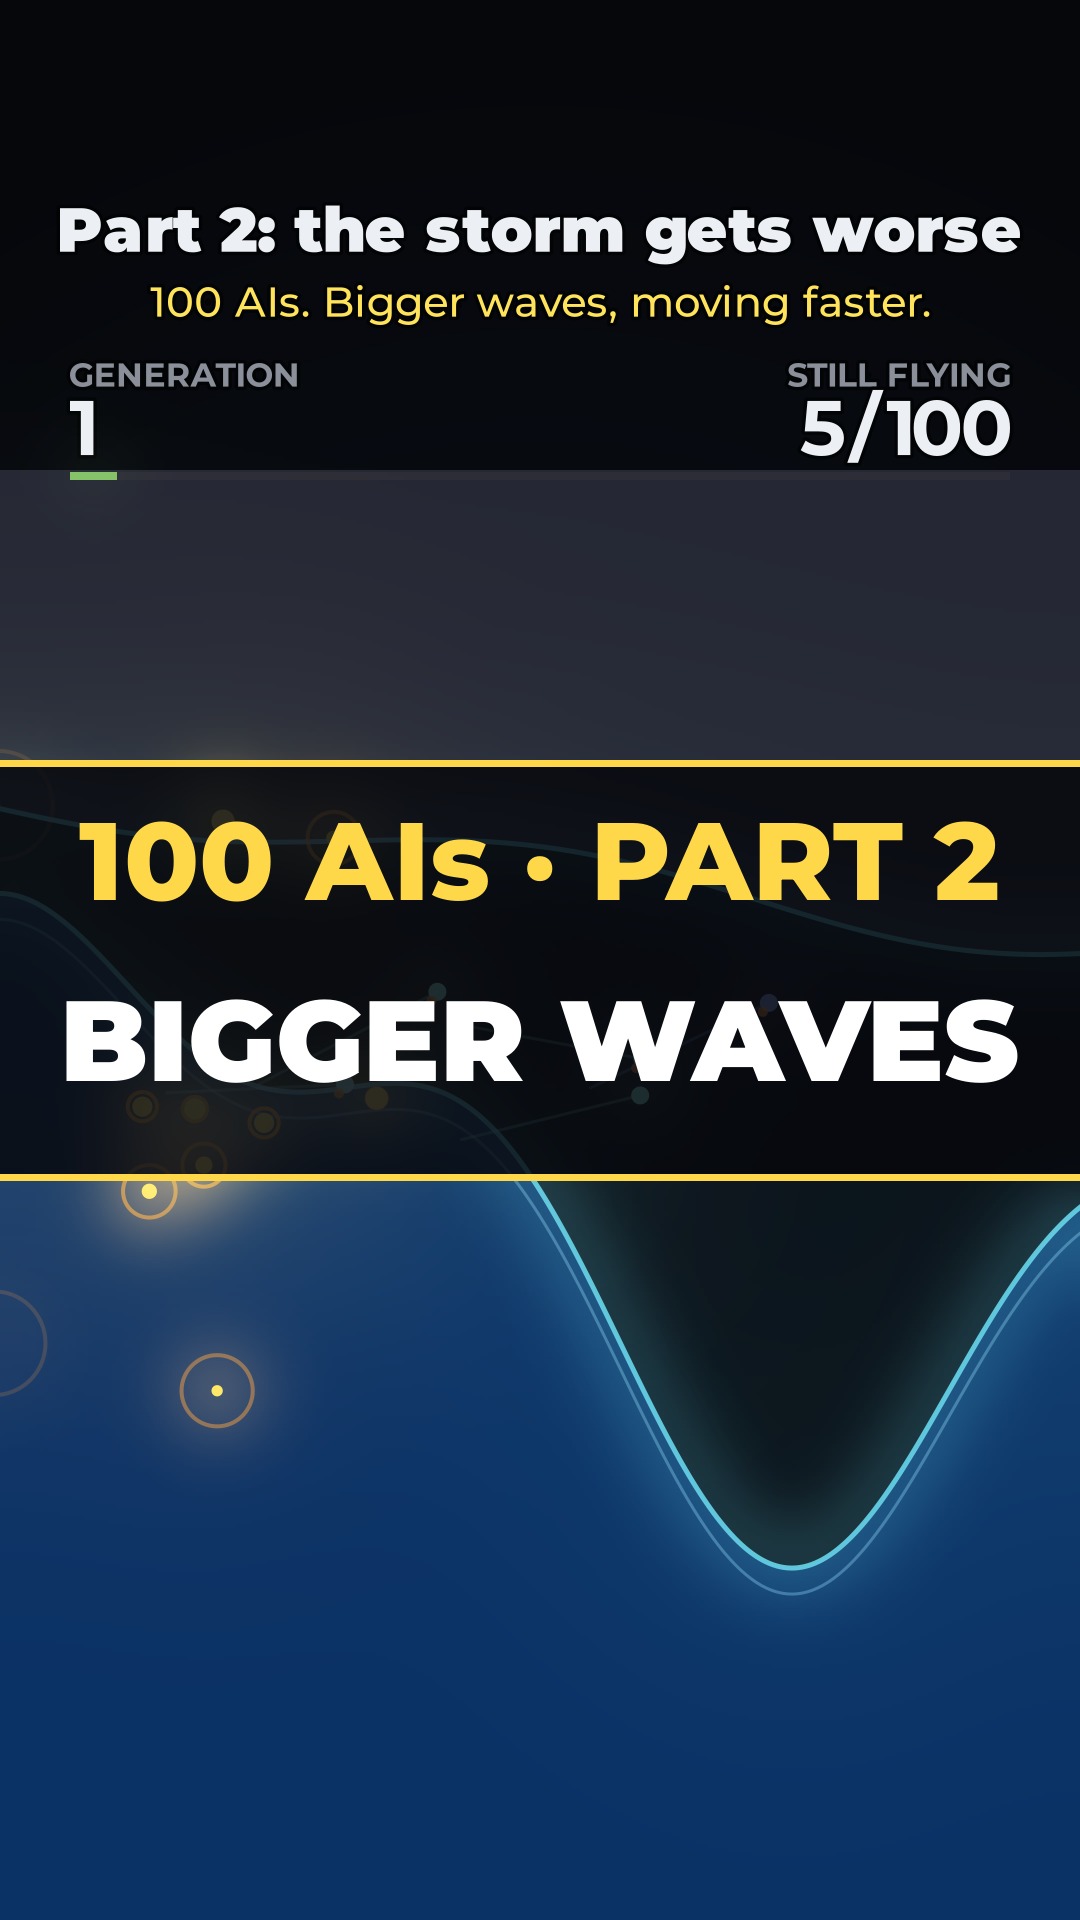 Part 2: the storm gets worse
100 AIs. Bigger waves, moving faster.
GENERATION
1
STILL FLYING
5/100
100 AIs • PART 2
BIGGER WAVES